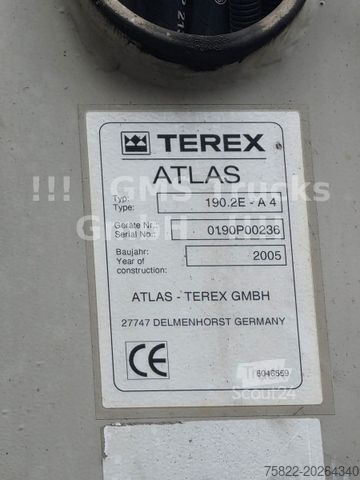 TEREX
ATLAS
Typ:
Type: 190.2E - A 4
!!! GMS Trucks GmbH !!!
Geräte Nr.:
Serial No.: 0190P00236
Baujahr:
Year of
construction: 2005
ATLAS - TEREX GMBH
27747 DELMENHORST GERMANY
CE
6046659
Truck
Scout24
75822-20264340